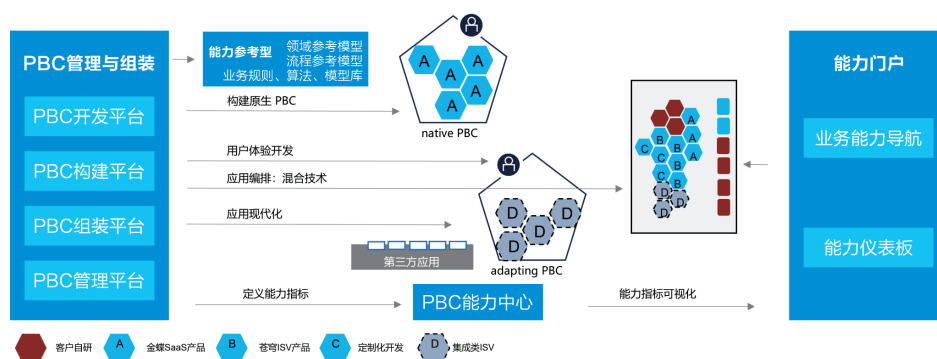 PBC管理与组装
PBC开发平台
PBC构建平台
PBC组装平台
PBC管理平台
能力参考型
领域参考模型
流程参考模型
业务规则、算法、模型库
构建原生 PBC
用户体验开发
应用编排：混合技术
应用现代化
定义能力指标
A
A
A
A
A
native PBC
D
D
D
D
adapting PBC
第三方应用
PBC能力中心
能力指标可视化
A
B
A
C
B
C
A
B
C
B
D
D
D
能力门户
业务能力导航
能力仪表板
客户自研
A
金蝶SaaS产品
B
苍穹ISV产品
C
定制化开发
D
集成类ISV